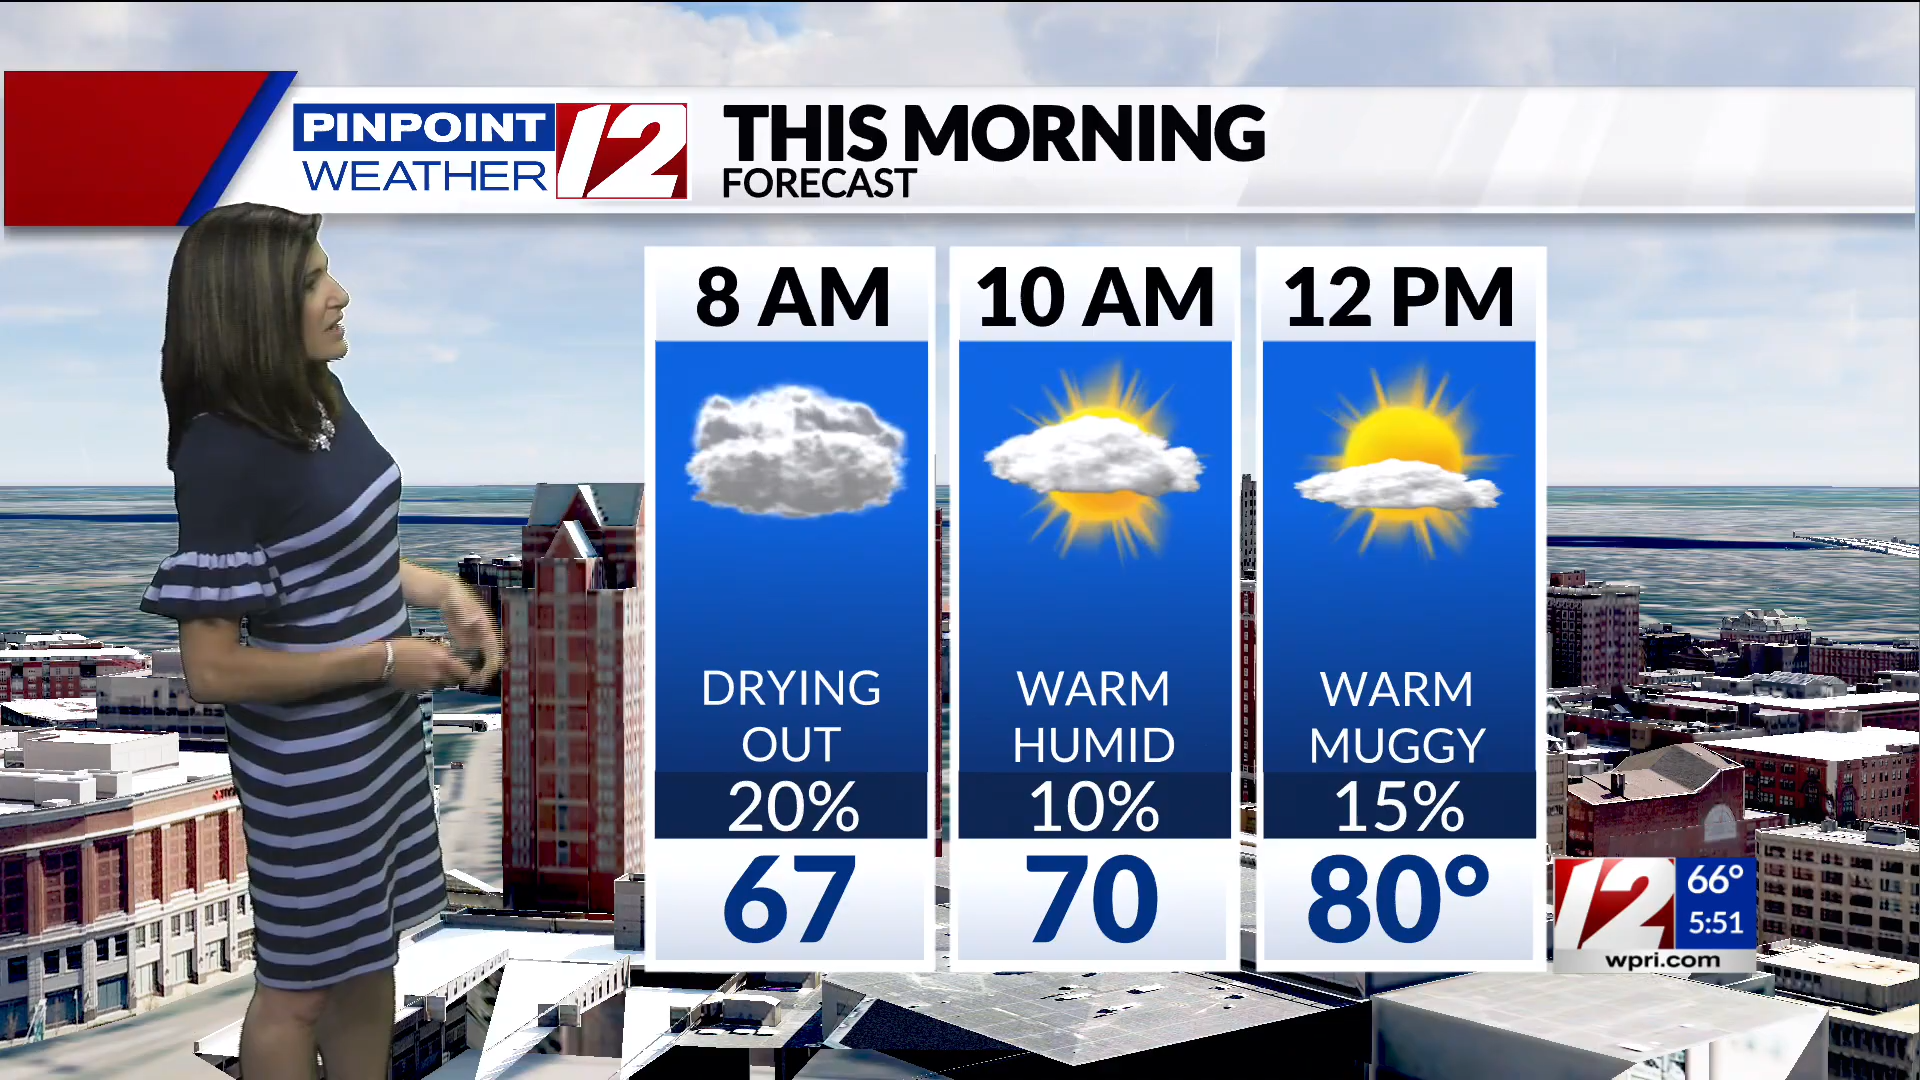 PINPOINT
WEATHER
12
THIS MORNING
FORECAST
8 AM
DRYING
OUT
20%
67
10 AM
WARM
HUMID
10%
70
12 PM
WARM
MUGGY
15%
80°
12
66°
5:51
wpri.com